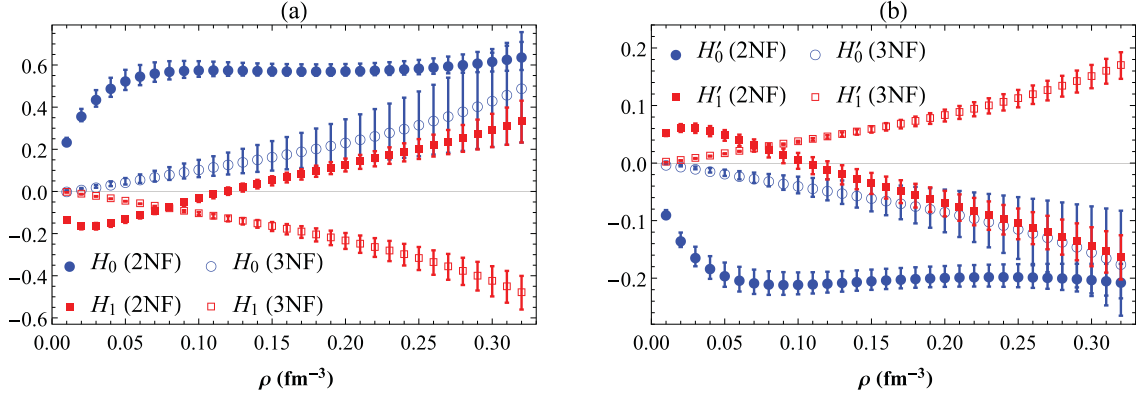 (a)
0.6
0.4
0.2
0.0
−0.2
−0.4
−0.6
H₀ (2NF) H₀ (3NF)
H₁ (2NF) H₁ (3NF)
0.00 0.05 0.10 0.15 0.20 0.25 0.30
ρ (fm⁻³)
(b)
0.2
0.1
0.0
−0.1
−0.2
H′₀ (2NF) H′₀ (3NF)
H′₁ (2NF) H′₁ (3NF)
0.00 0.05 0.10 0.15 0.20 0.25 0.30
ρ (fm⁻³)